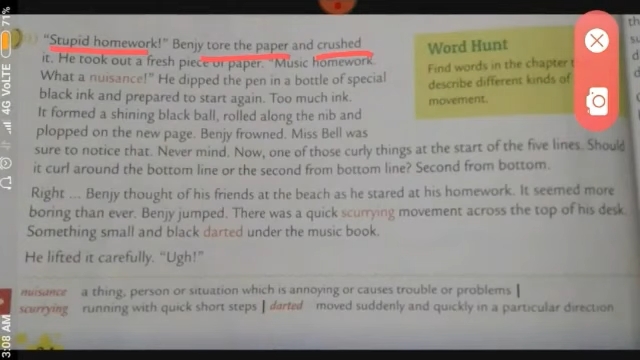 "Stupid homework!" Benjy tore the paper and crushed
it. He took out a fresh piece of paper. "Music homework.
What a nuisance!" He dipped the pen in a bottle of special
black ink and prepared to start again. Too much ink.
It formed a shining black ball, rolled along the nib and
plopped on the new page. Benjy frowned. Miss Bell was
sure to notice that. Never mind. Now, one of those curly things at the start of the five lines. Should
it curl around the bottom line or the second from bottom line? Second from bottom.
Right ... Benjy thought of his friends at the beach as he stared at his homework. It seemed more
boring than ever. Benjy jumped. There was a quick scurrying movement across the top of his desk.
Something small and black darted under the music book.
He lifted it carefully. "Ugh!"
Word Hunt
Find words in the chapter
describe different kinds of
movement.
nuisance a thing, person or situation which is annoying or causes trouble or problems |
scurrying running with quick short steps | darted moved suddenly and quickly in a particular direction
71%
4G VoLTE
3:08 AM